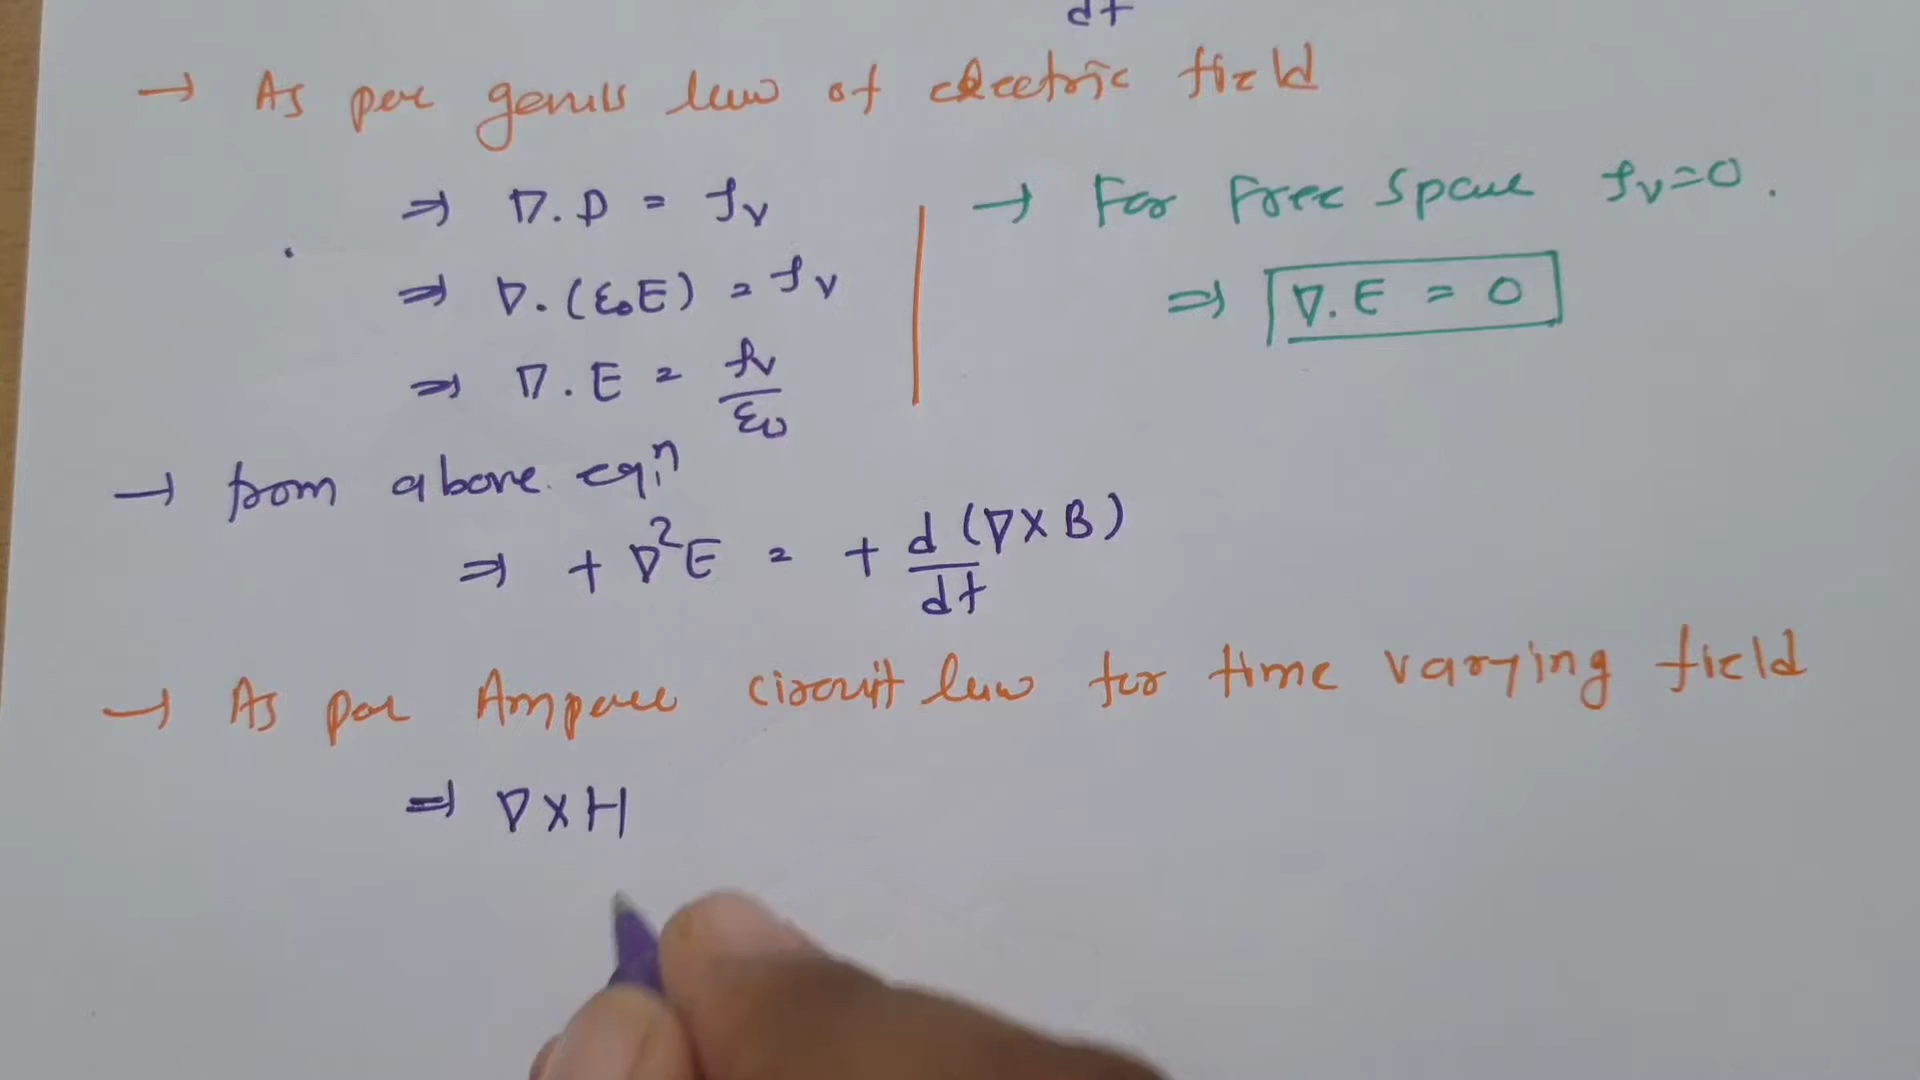 dt
→ As per gauss law of electric field
⇒ ∇.D = ρv
⇒ ∇.(ε₀E) = ρv
⇒ ∇.E = ρv/ε₀
→ For Free Space ρv=0.
⇒ ∇.E = 0
→ from above eqⁿ
⇒ +∇²E = + d(∇×B)/dt
→ As per Ampere circuit law for time varying field
⇒ ∇×H